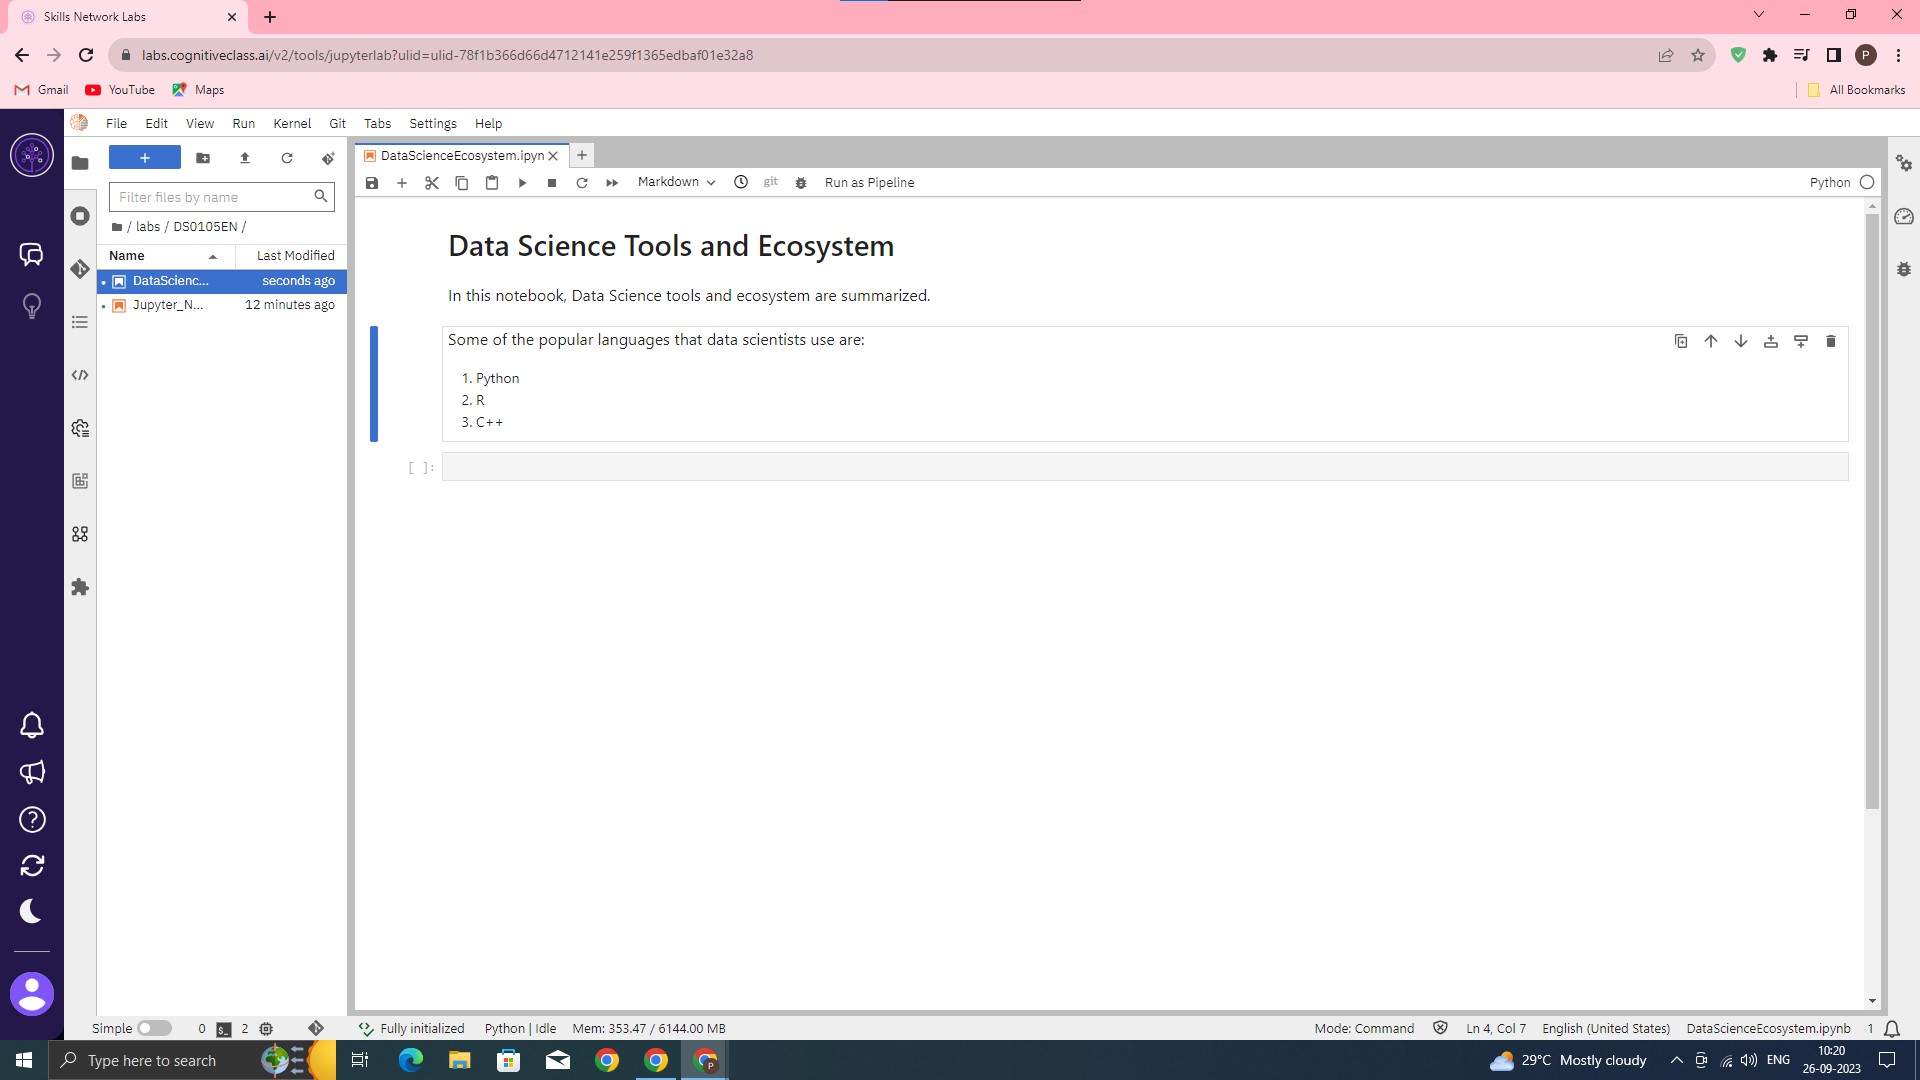 Skills Network Labs
labs.cognitiveclass.ai/v2/tools/jupyterlab?ulid=ulid-78f1b366d66d4712141e259f1365edbaf01e32a8
P
Gmail YouTube Maps All Bookmarks
File Edit View Run Kernel Git Tabs Settings Help
DataScienceEcosystem.ipyn
Markdown git Run as Pipeline Python
Filter files by name
/ labs / DS0105EN /
Name Last Modified
DataScienc... seconds ago
Jupyter_N... 12 minutes ago
Data Science Tools and Ecosystem
In this notebook, Data Science tools and ecosystem are summarized.
Some of the popular languages that data scientists use are:
1. Python
2. R
3. C++
[ ]:
Simple 0 $_ 2 Fully initialized Python | Idle Mem: 353.47 / 6144.00 MB Mode: Command Ln 4, Col 7 English (United States) DataScienceEcosystem.ipynb 1
Type here to search P 29°C Mostly cloudy ENG 10:20
26-09-2023